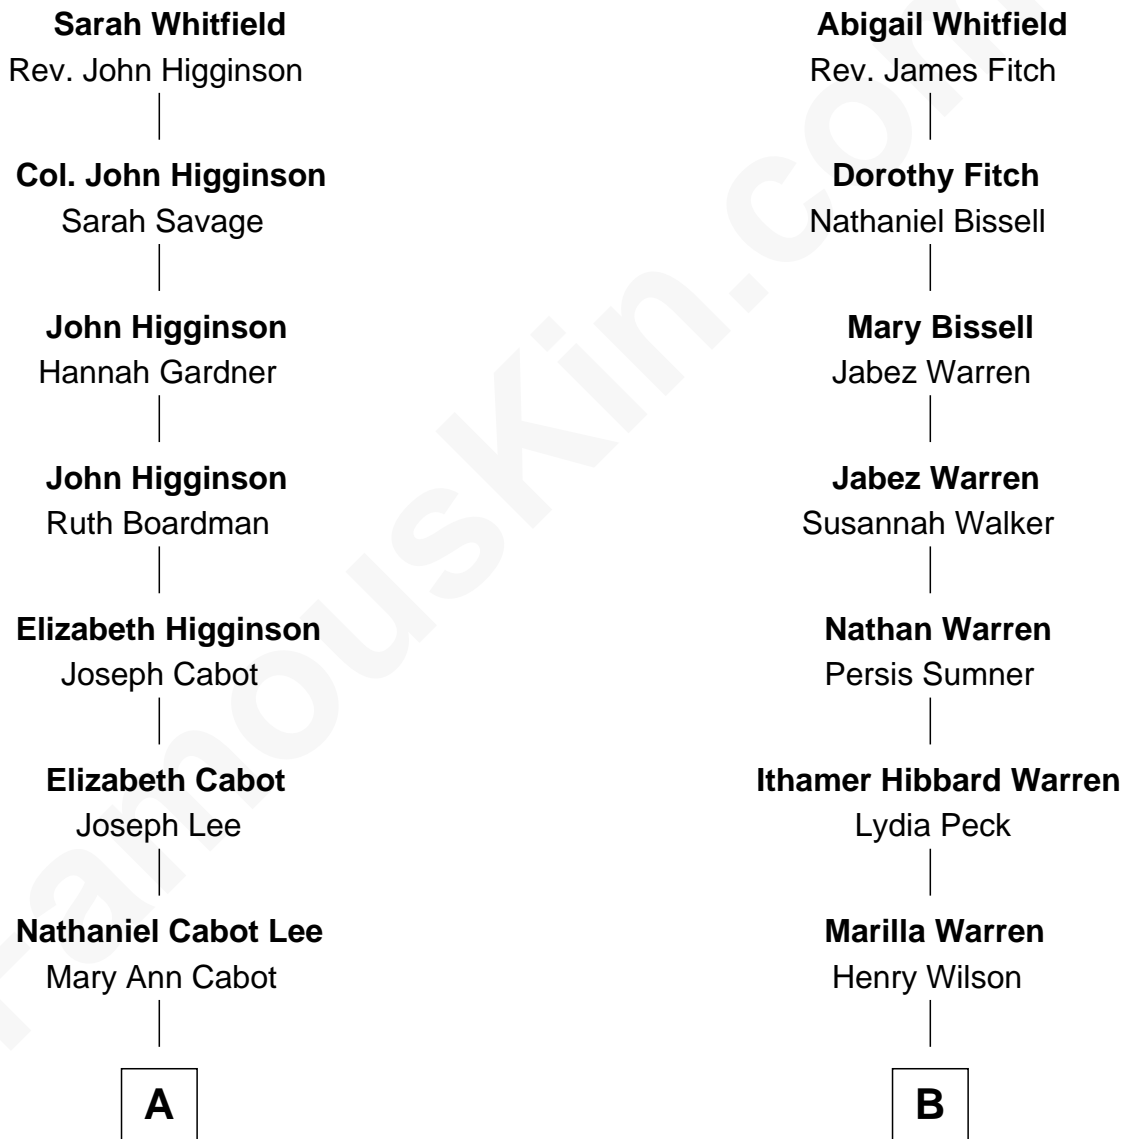 Sarah Whitfield
Rev. John Higginson
Col. John Higginson
Sarah Savage
John Higginson
Hannah Gardner
John Higginson
Ruth Boardman
Elizabeth Higginson
Joseph Cabot
Elizabeth Cabot
Joseph Lee
Nathaniel Cabot Lee
Mary Ann Cabot
A
Abigail Whitfield
Rev. James Fitch
Dorothy Fitch
Nathaniel Bissell
Mary Bissell
Jabez Warren
Jabez Warren
Susannah Walker
Nathan Warren
Persis Sumner
Ithamer Hibbard Warren
Lydia Peck
Marilla Warren
Henry Wilson
B
FamousKin.com